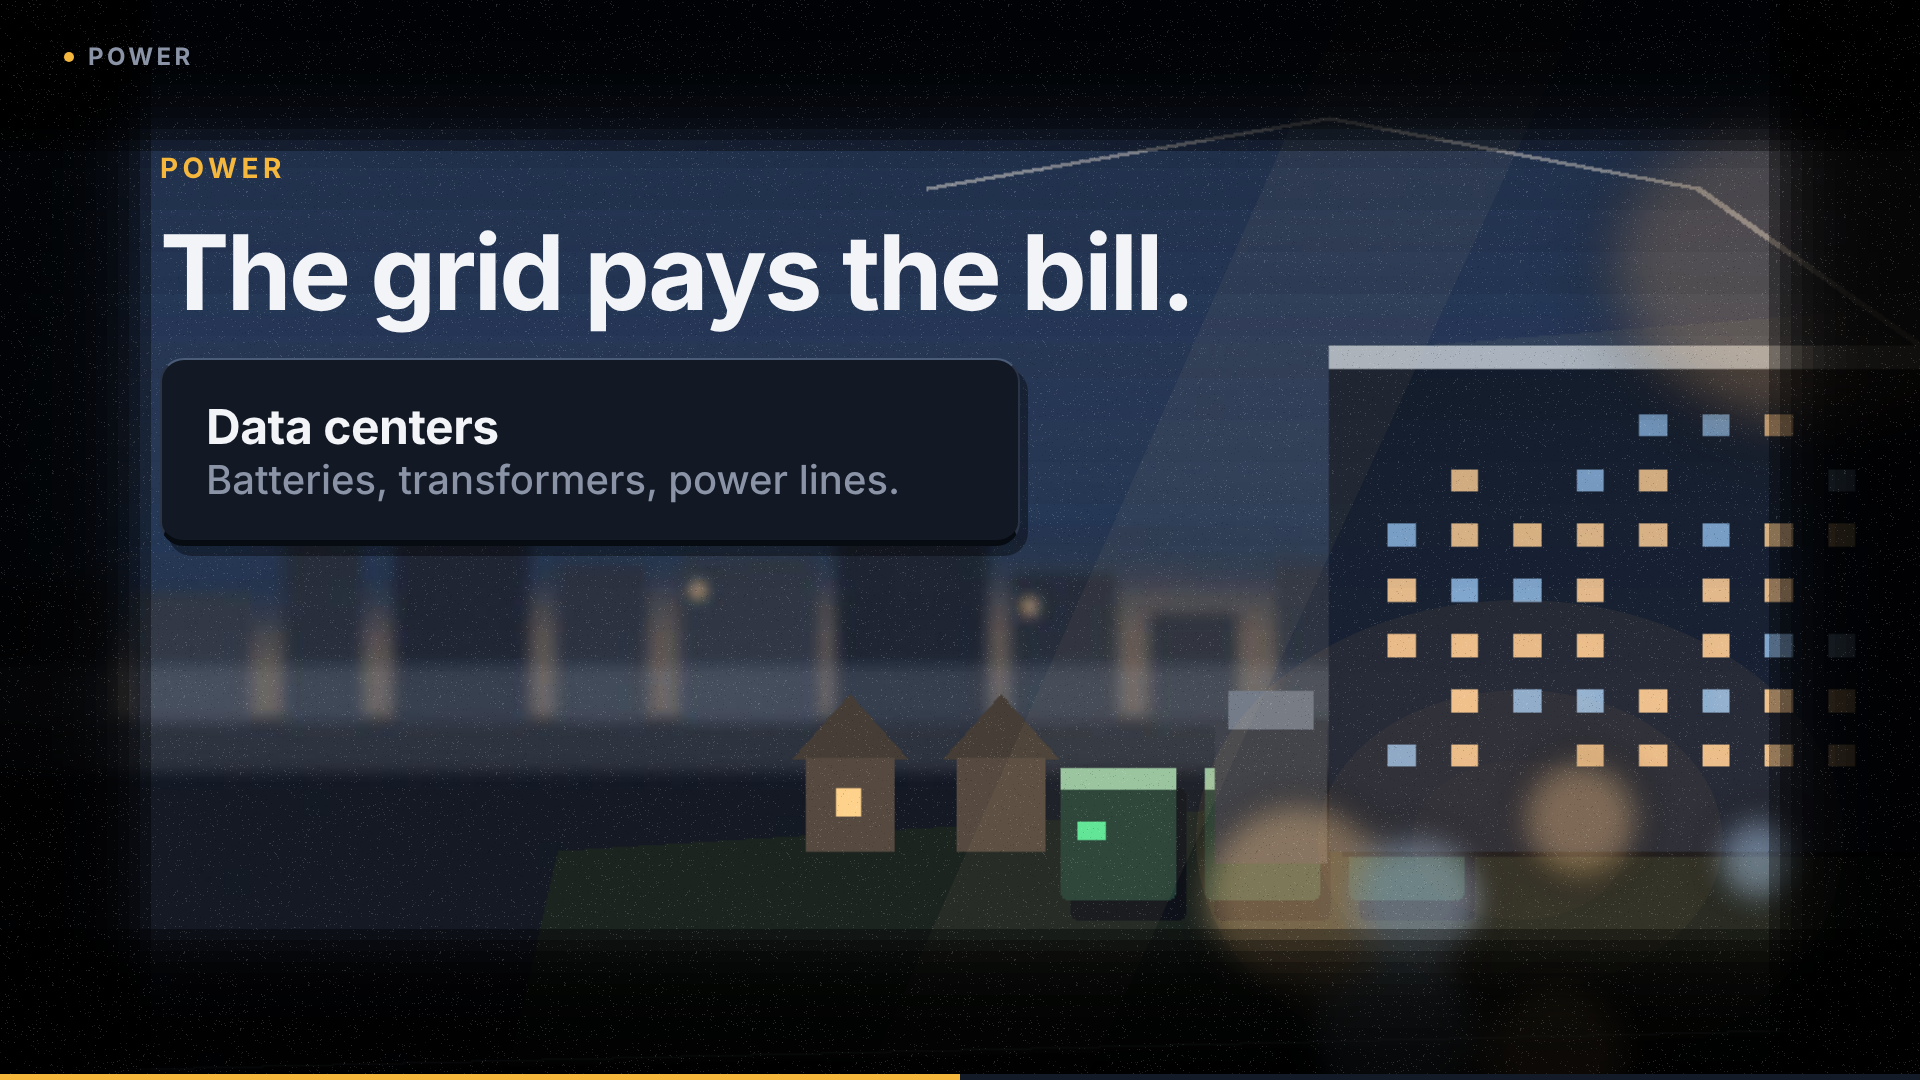 POWER
POWER
The grid pays the bill.
Data centers
Batteries, transformers, power lines.